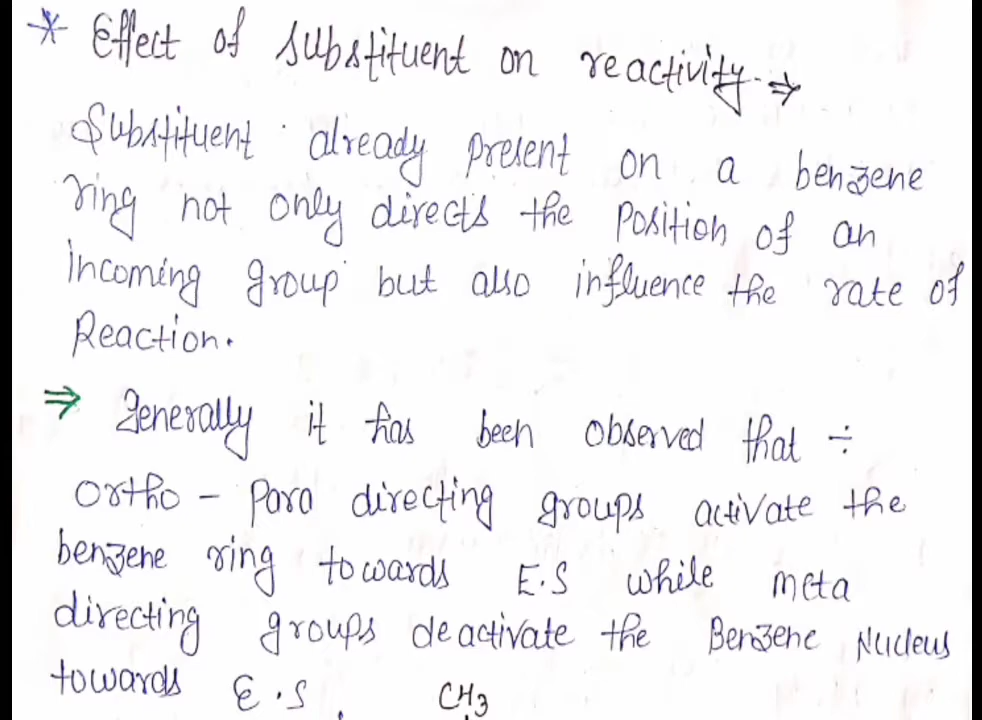 * Effect of substituent on reactivity ⇒
Substituent already present on a benzene
ring not only directs the position of an
incoming group but also influence the rate of
Reaction.
⇒ Generally it has been observed that ÷
Ortho - Para directing groups activate the
benzene ring towards E.S while meta
directing groups deactivate the Benzene Nucleus
towards E.S.
CH3